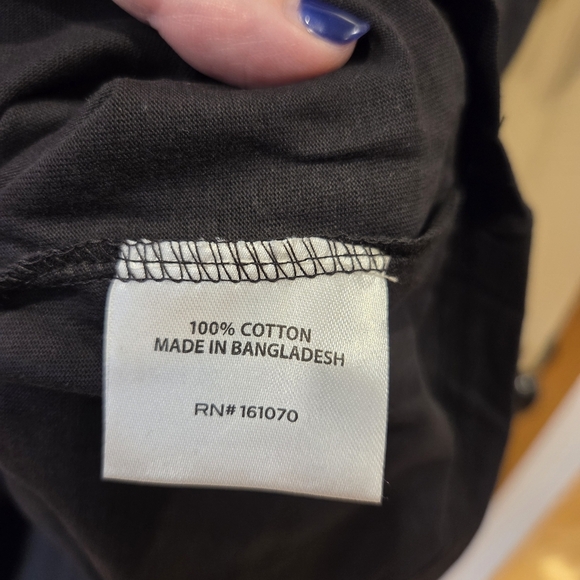 100% COTTON
MADE IN BANGLADESH
RN# 161070